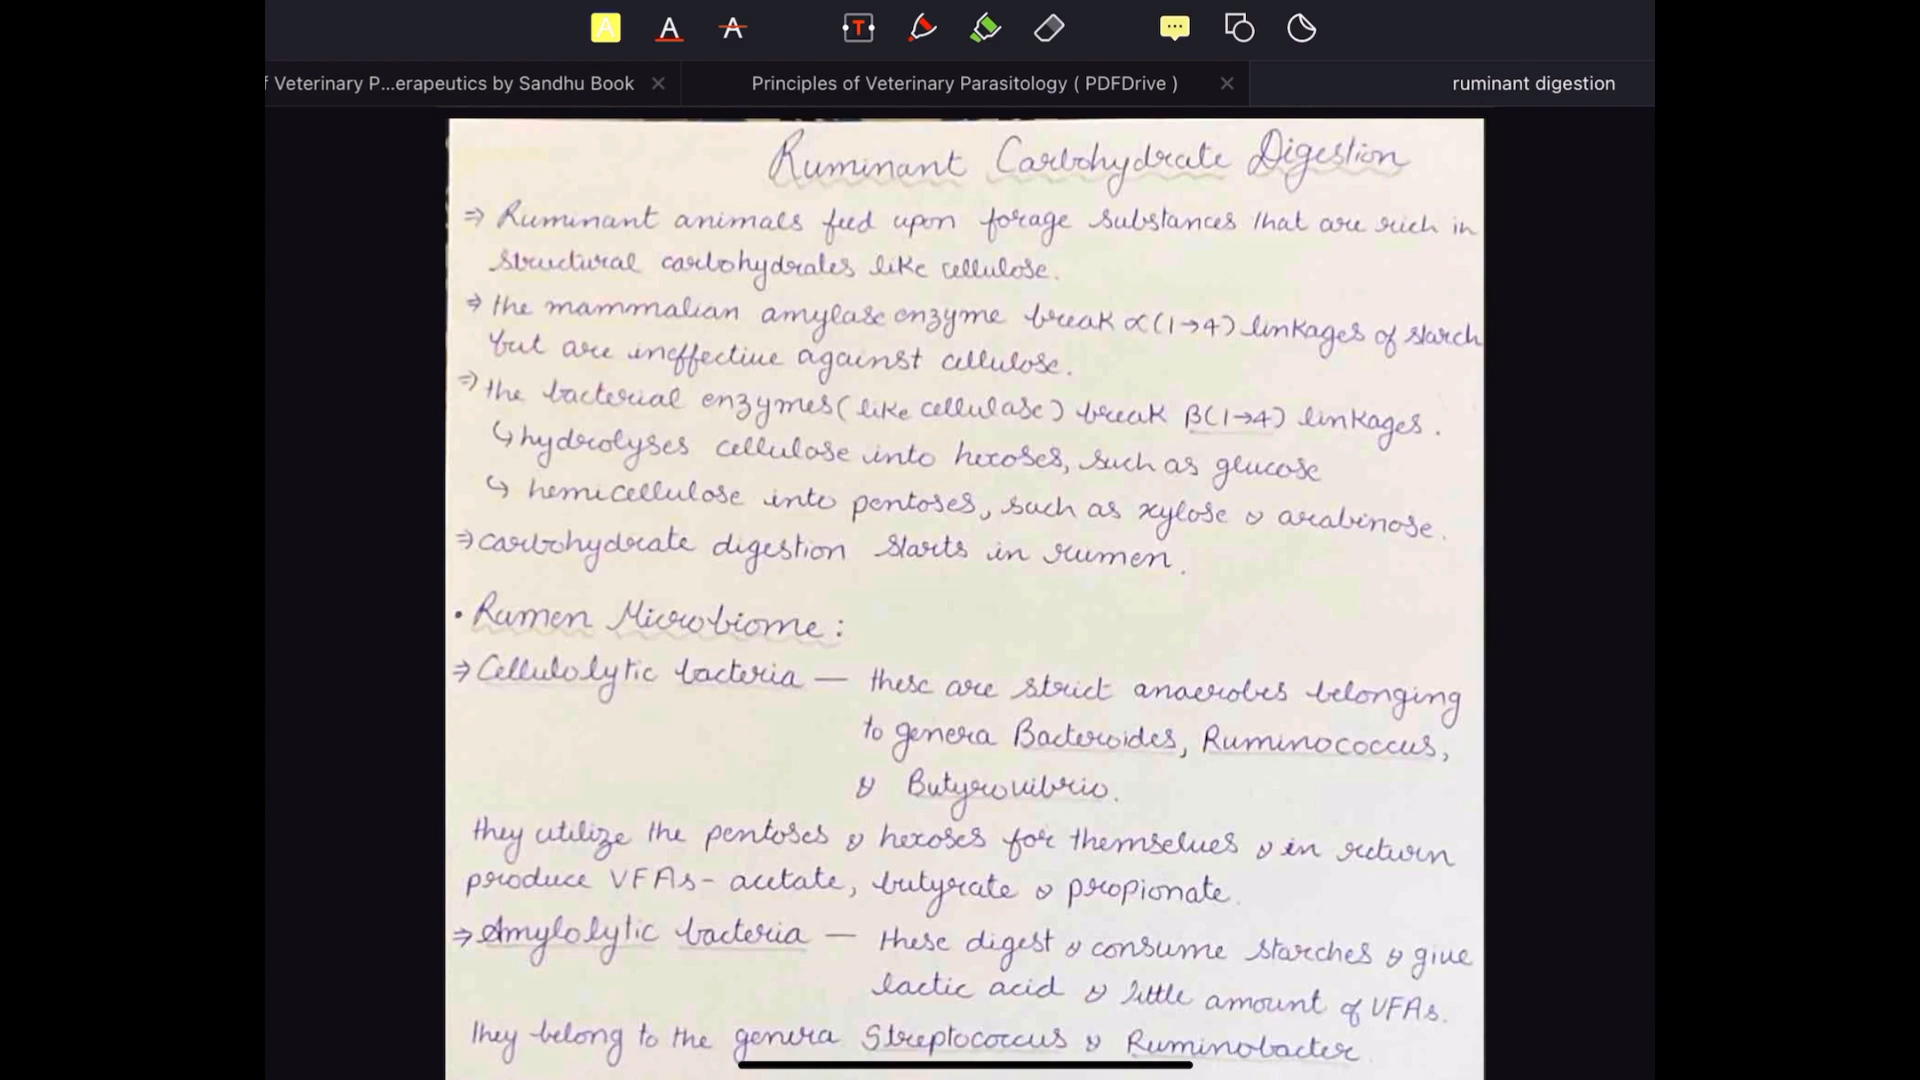 A A A T
f Veterinary P...erapeutics by Sandhu Book × Principles of Veterinary Parasitology ( PDFDrive ) × ruminant digestion
Ruminant Carbohydrate Digestion
⇒ Ruminant animals feed upon forage substances that are rich in
structural carbohydrates like cellulose.
⇒ the mammalian amylase enzyme break α(1→4) linkages of starch
but are ineffective against cellulose.
⇒ the bacterial enzymes (like cellulase) break β(1→4) linkages.
↳ hydrolyses cellulose into hexoses, such as glucose
↳ hemicellulose into pentoses, such as xylose & arabinose.
⇒ carbohydrate digestion starts in rumen.
• Rumen Microbiome:
⇒ Cellulolytic bacteria — these are strict anaerobes belonging
to genera Bacteroides, Ruminococcus,
& Butyrovibrio.
they utilize the pentoses & hexoses for themselves & in return
produce VFAs - acetate, butyrate & propionate.
⇒ Amylolytic bacteria — these digest & consume starches & give
lactic acid & little amount of VFAs.
They belong to the genera Streptococcus & Ruminobacter.